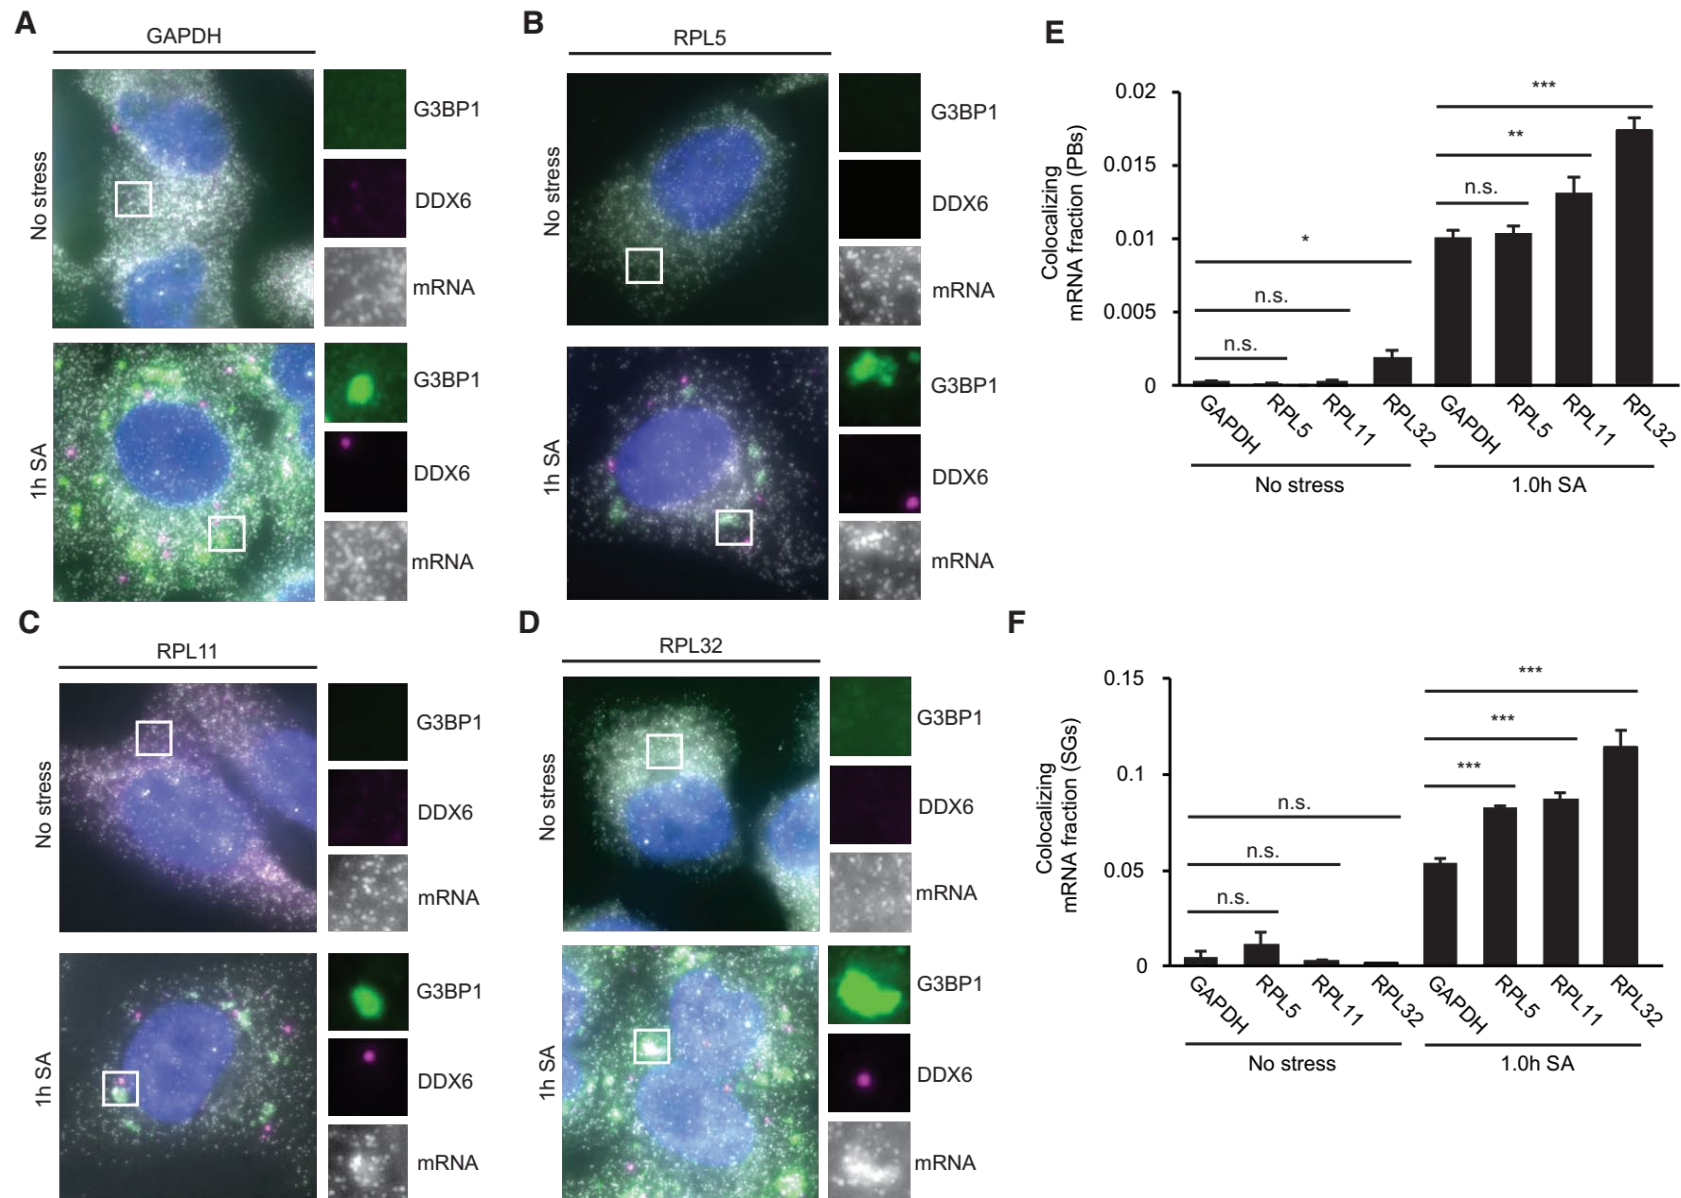 A
GAPDH
No stress
G3BP1
DDX6
mRNA
1h SA
G3BP1
DDX6
mRNA
B
RPL5
No stress
G3BP1
DDX6
mRNA
1h SA
G3BP1
DDX6
mRNA
C
RPL11
No stress
G3BP1
DDX6
mRNA
1h SA
G3BP1
DDX6
mRNA
D
RPL32
No stress
G3BP1
DDX6
mRNA
1h SA
G3BP1
DDX6
mRNA
E
Colocalizing
mRNA fraction (PBs)
0.02
0.015
0.01
0.005
0
n.s.
n.s.
*
n.s.
**
***
GAPDH
RPL5
RPL11
RPL32
GAPDH
RPL5
RPL11
RPL32
No stress
1.0h SA
F
Colocalizing
mRNA fraction (SGs)
0.15
0.1
0.05
0
n.s.
n.s.
n.s.
***
***
***
GAPDH
RPL5
RPL11
RPL32
GAPDH
RPL5
RPL11
RPL32
No stress
1.0h SA